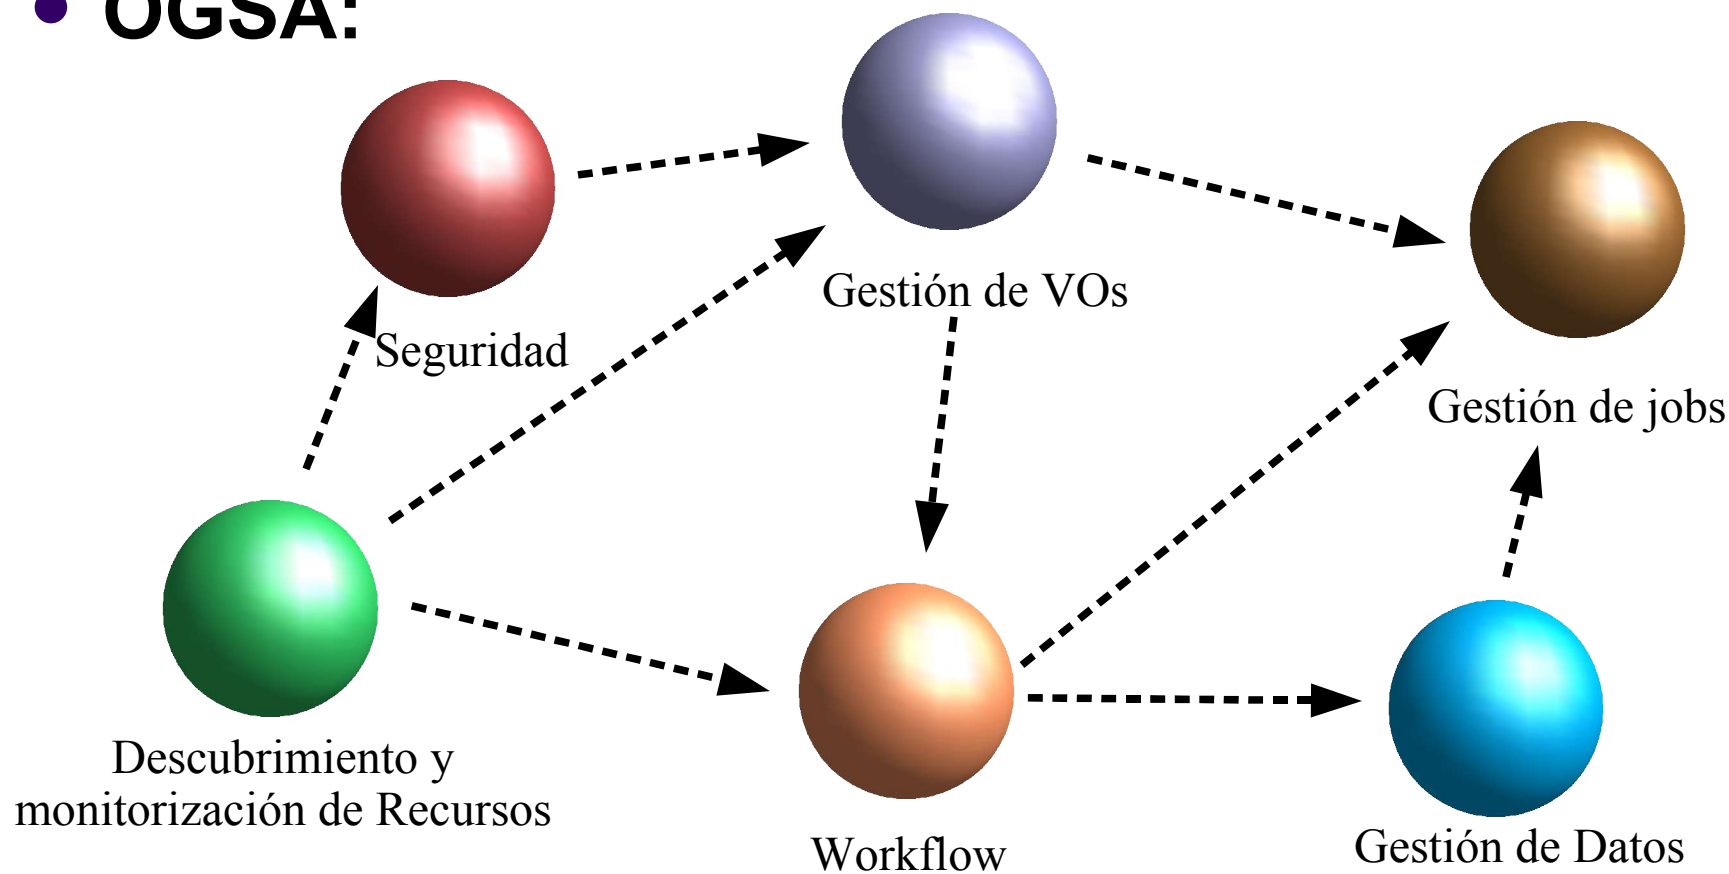 • OGSA:
Gestión de VOs
Seguridad
Gestión de jobs
Descubrimiento y
monitorización de Recursos
Workflow
Gestión de Datos